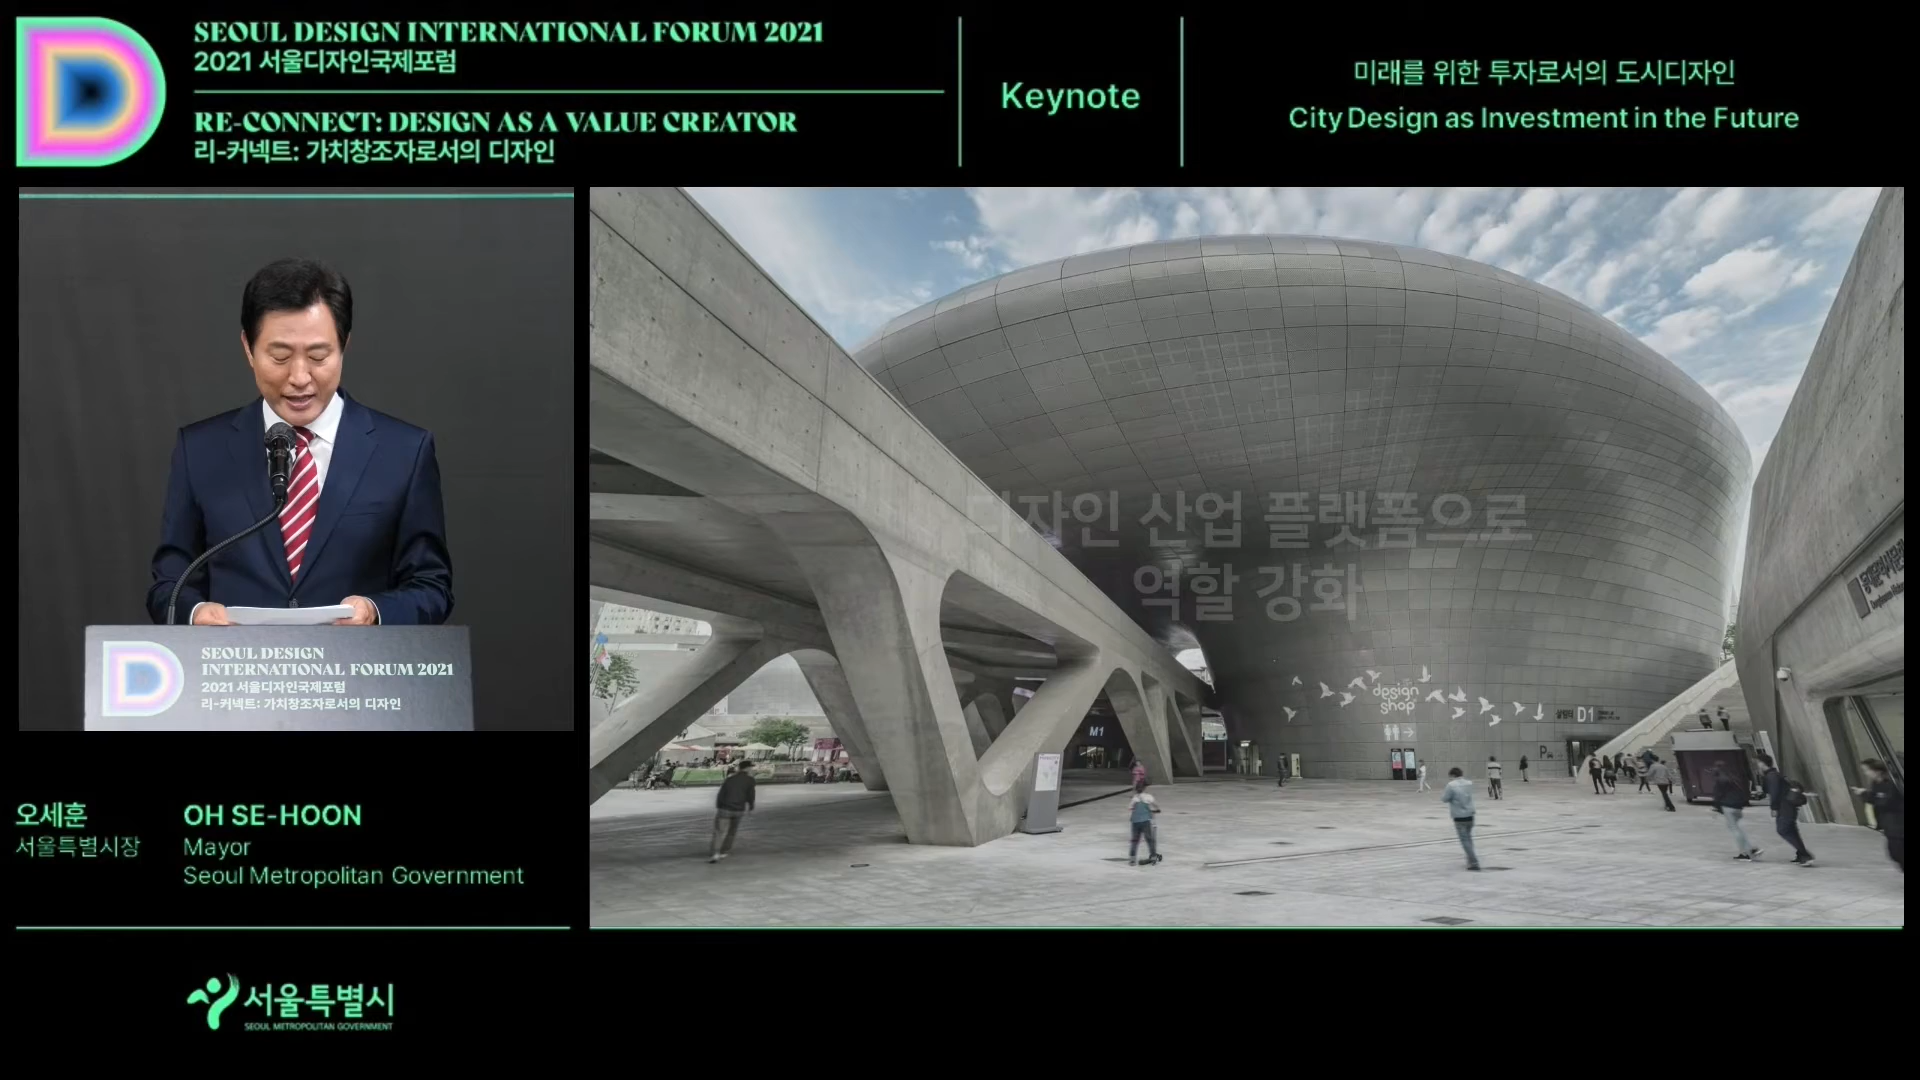 SEOUL DESIGN INTERNATIONAL FORUM 2021
2021 서울디자인국제포럼
RE-CONNECT: DESIGN AS A VALUE CREATOR
리-커넥트: 가치창조자로서의 디자인
Keynote
미래를 위한 투자로서의 도시디자인
City Design as Investment in the Future
디자인 산업 플랫폼으로
역할 강화
design
shop
D1
M1
SEOUL DESIGN
INTERNATIONAL FORUM 2021
2021 서울디자인국제포럼
리-커넥트: 가치창조자로서의 디자인
오세훈
서울특별시장
OH SE-HOON
Mayor
Seoul Metropolitan Government
서울특별시
SEOUL METROPOLITAN GOVERNMENT